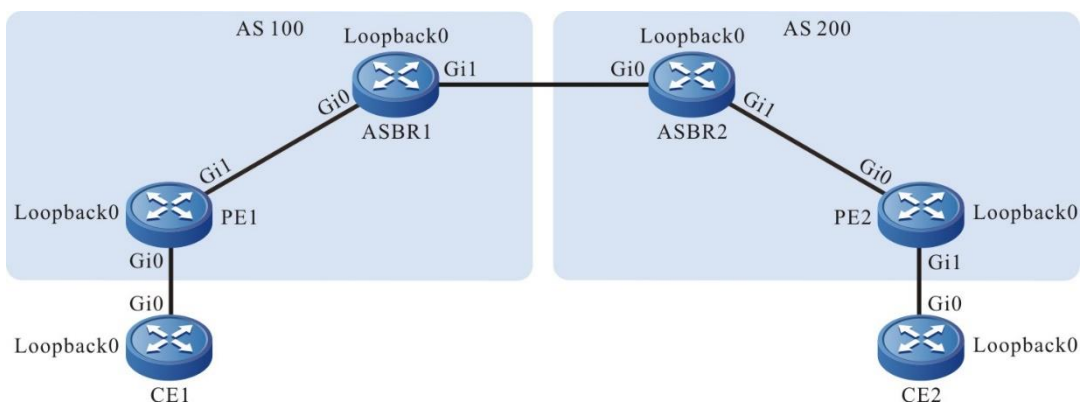 AS 100
AS 200
Loopback0
Loopback0
Gi1
Gi0
Gi0
Gi1
ASBR1
ASBR2
Gi1
Gi0
Loopback0
PE1
PE2
Loopback0
Gi0
Gi1
Gi0
Gi0
Loopback0
Loopback0
CE1
CE2